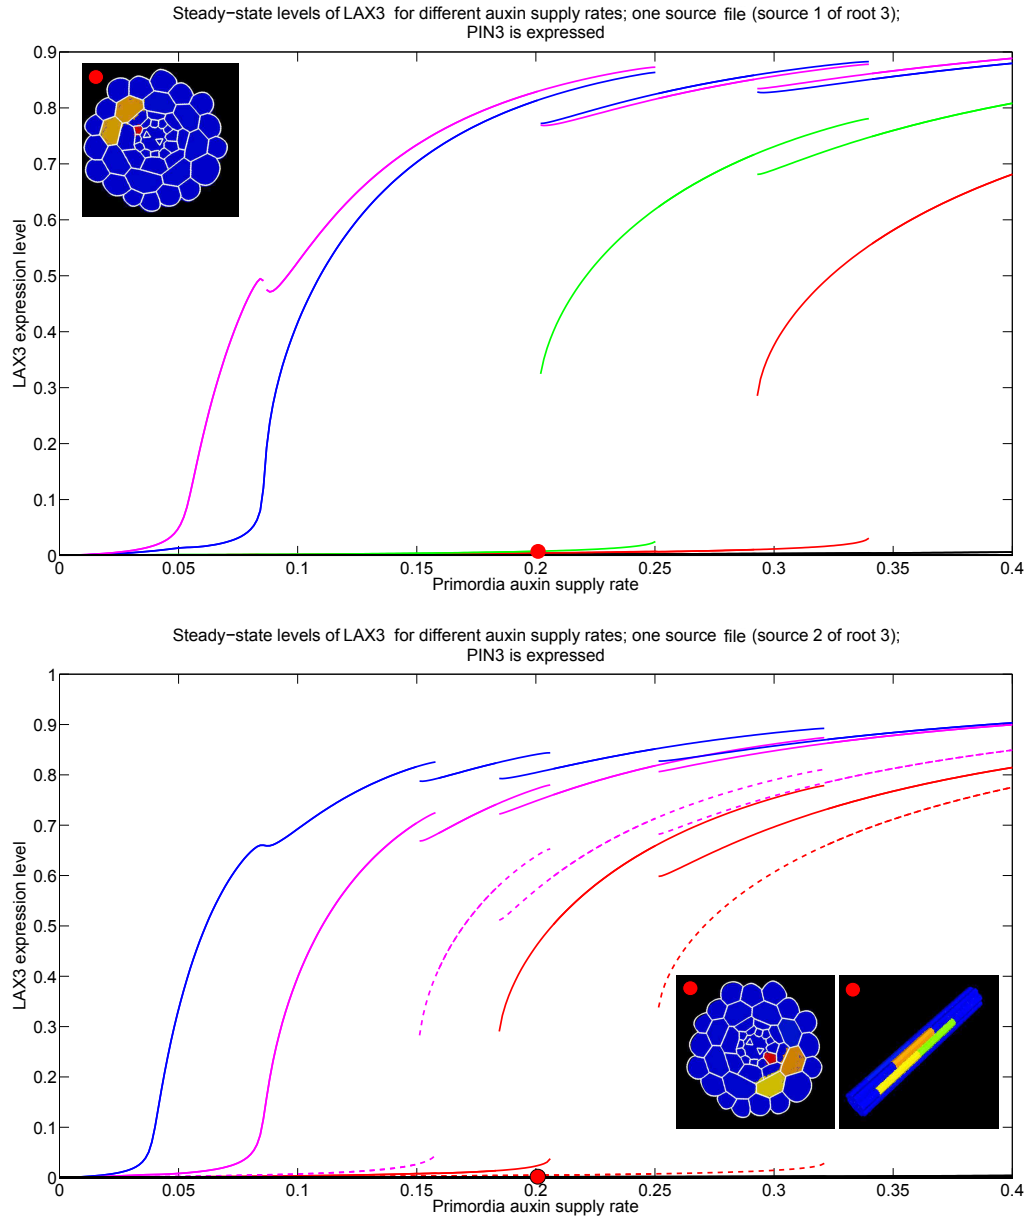 Steady−state levels of LAX3 for different auxin supply rates; one source file (source 1 of root 3);
PIN3 is expressed
0.9
0.8
0.7
0.6
0.5
0.4
0.3
0.2
0.1
0
LAX3 expression level
0 0.05 0.1 0.15 0.2 0.25 0.3 0.35 0.4
Primordia auxin supply rate
Steady−state levels of LAX3 for different auxin supply rates; one source file (source 2 of root 3);
PIN3 is expressed
1
0.9
0.8
0.7
0.6
0.5
0.4
0.3
0.2
0.1
0
LAX3 expression level
0 0.05 0.1 0.15 0.2 0.25 0.3 0.35 0.4
Primordia auxin supply rate